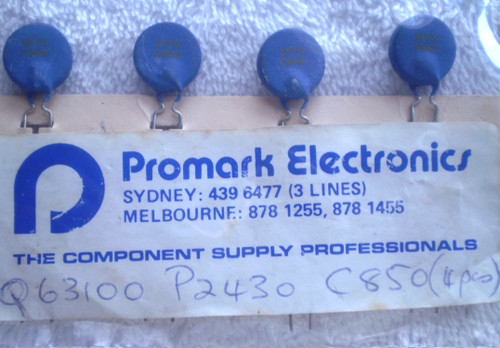 Promark Electronics
SYDNEY: 439 6477 (3 LINES)
MELBOURNE: 878 1255, 878 1455
THE COMPONENT SUPPLY PROFESSIONALS
Q63100 P2430 C850 (4pcs)